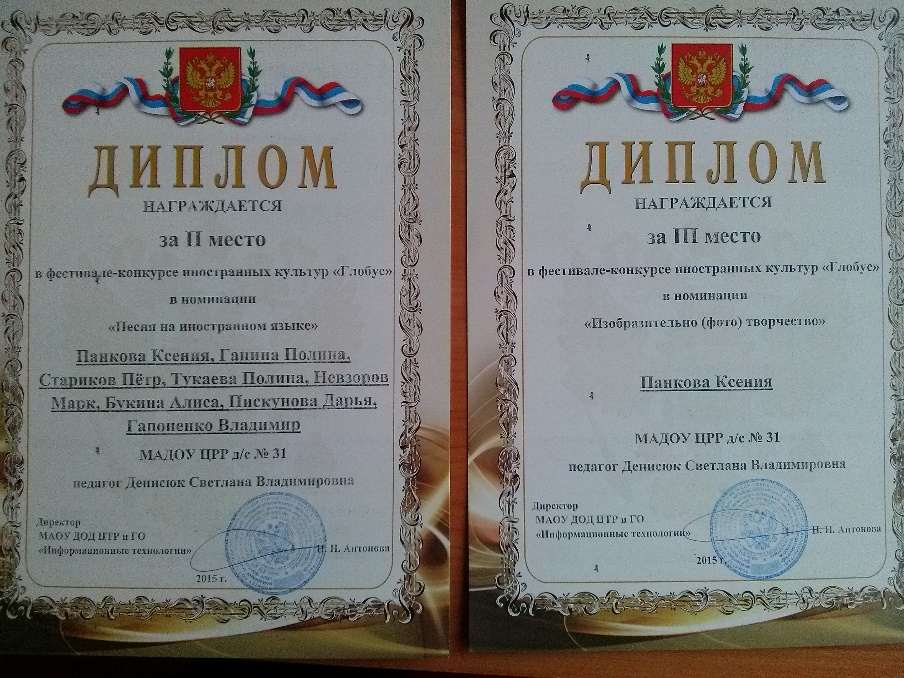 ДИПЛОМ
НАГРАЖДАЕТСЯ
за II место
в фестивале-конкурсе иностранных культур «Глобус»
в номинации
«Песня на иностранном языке»
Панкова Ксения, Ганина Полина,
Стариков Пётр, Тукаева Полина, Невзоров
Марк, Букина Алиса, Пискунова Дарья,
Гапоненко Владимир
МАДОУ ЦРР д/с № 31
педагог Денисюк Светлана Владимировна
Директор
МАОУ ДОД ЦТР и ГО
«Информационные технологии»
Н. Н. Антонова
2015 г.
ДИПЛОМ
НАГРАЖДАЕТСЯ
за III место
в фестивале-конкурсе иностранных культур «Глобус»
в номинации
«Изобразительно (фото) творчество»
Панкова Ксения
МАДОУ ЦРР д/с № 31
педагог Денисюк Светлана Владимировна
Директор
МАОУ ДОД ЦТР и ГО
«Информационные технологии»
Н. Н. Антонова
2015 г.